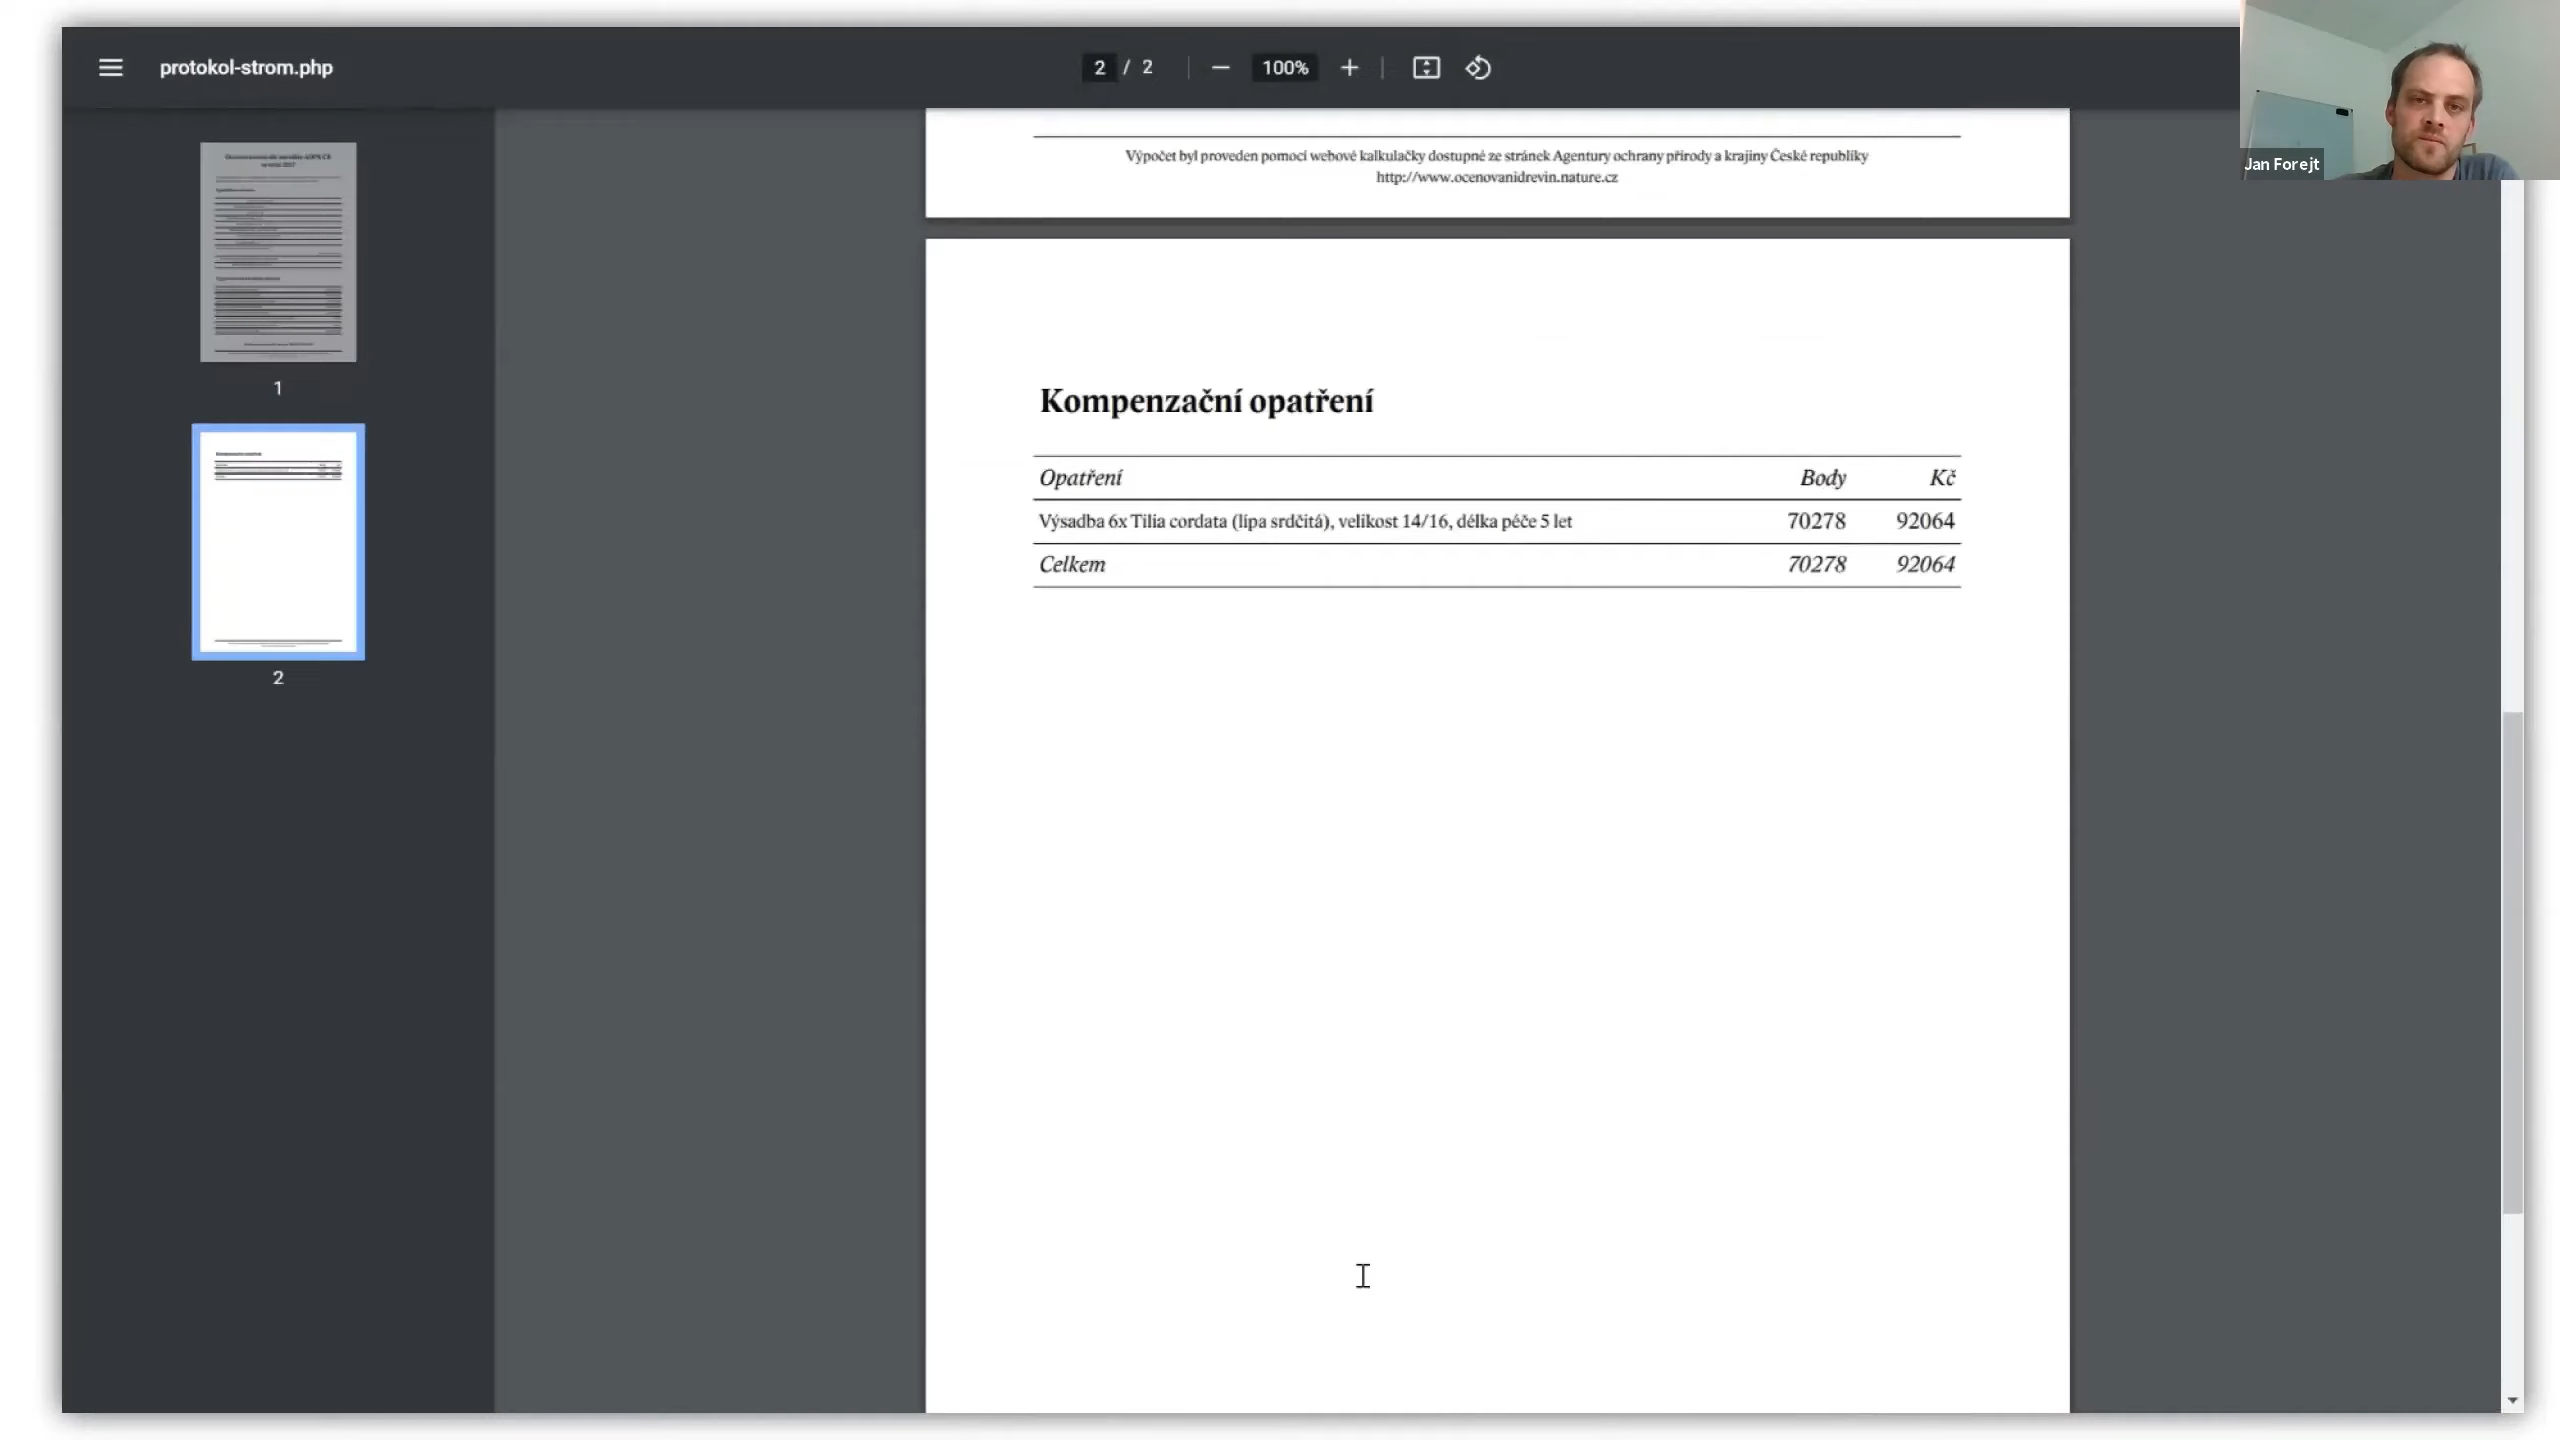 protokol-strom.php
2 / 2
100%
Jan Forejt
Výpočet byl proveden pomocí webové kalkulačky dostupné ze stránek Agentury ochrany přírody a krajiny České republiky
http://www.ocenovanidrevin.nature.cz
1
2
Kompenzační opatření
Opatření Body Kč
Výsadba 6x Tilia cordata (lípa srdčitá), velikost 14/16, délka péče 5 let 70278 92064
Celkem 70278 92064